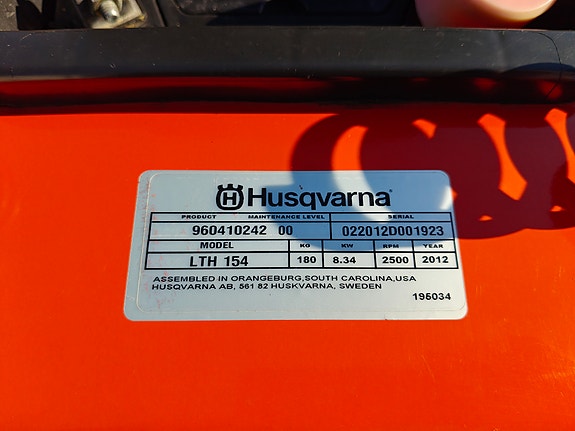 Husqvarna
PRODUCT MAINTENANCE LEVEL SERIAL
960410242 00 022012D001923
MODEL KG KW RPM YEAR
LTH 154 180 8.34 2500 2012
ASSEMBLED IN ORANGEBURG,SOUTH CAROLINA,USA
HUSQVARNA AB, 561 82 HUSKVARNA, SWEDEN
195034